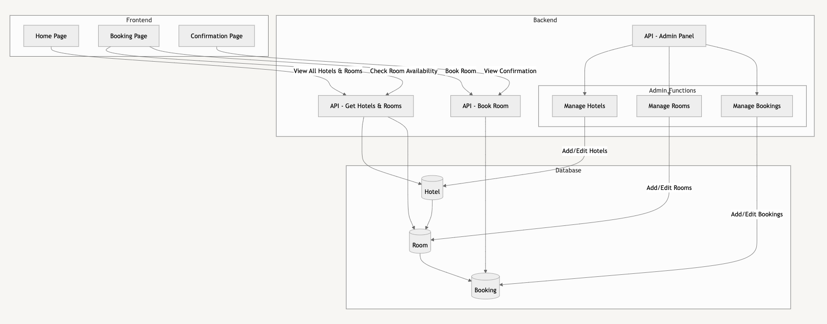 Frontend
Home Page
Booking Page
Confirmation Page
Backend
API - Admin Panel
View All Hotels & Rooms
Check Room Availability
Book Room
View Confirmation
Admin Functions
API - Get Hotels & Rooms
API - Book Room
Manage Hotels
Manage Rooms
Manage Bookings
Add/Edit Hotels
Database
Hotel
Add/Edit Rooms
Add/Edit Bookings
Room
Booking